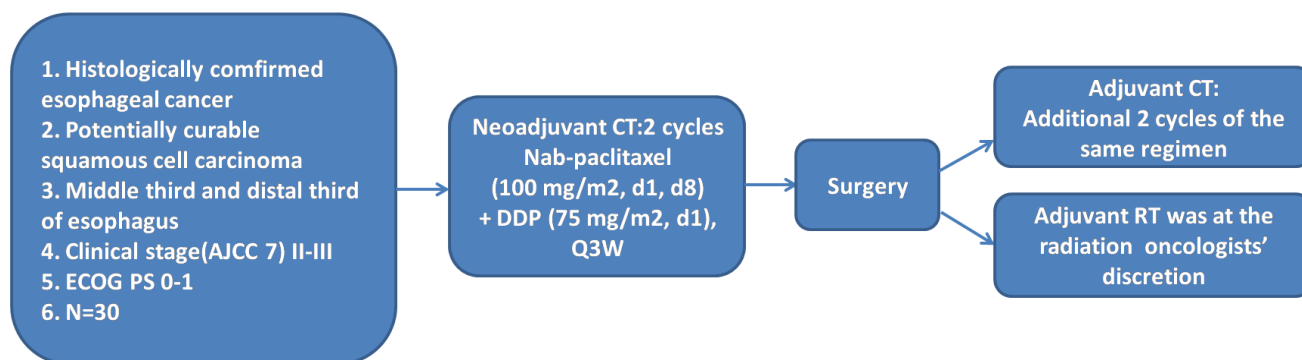 1. Histologically comfirmed
esophageal cancer
2. Potentially curable
squamous cell carcinoma
3. Middle third and distal third
of esophagus
4. Clinical stage(AJCC 7) II-III
5. ECOG PS 0-1
6. N=30
Neoadjuvant CT:2 cycles
Nab-paclitaxel
(100 mg/m2, d1, d8)
+ DDP (75 mg/m2, d1),
Q3W
Surgery
Adjuvant CT:
Additional 2 cycles of the
same regimen
Adjuvant RT was at the
radiation oncologists’
discretion